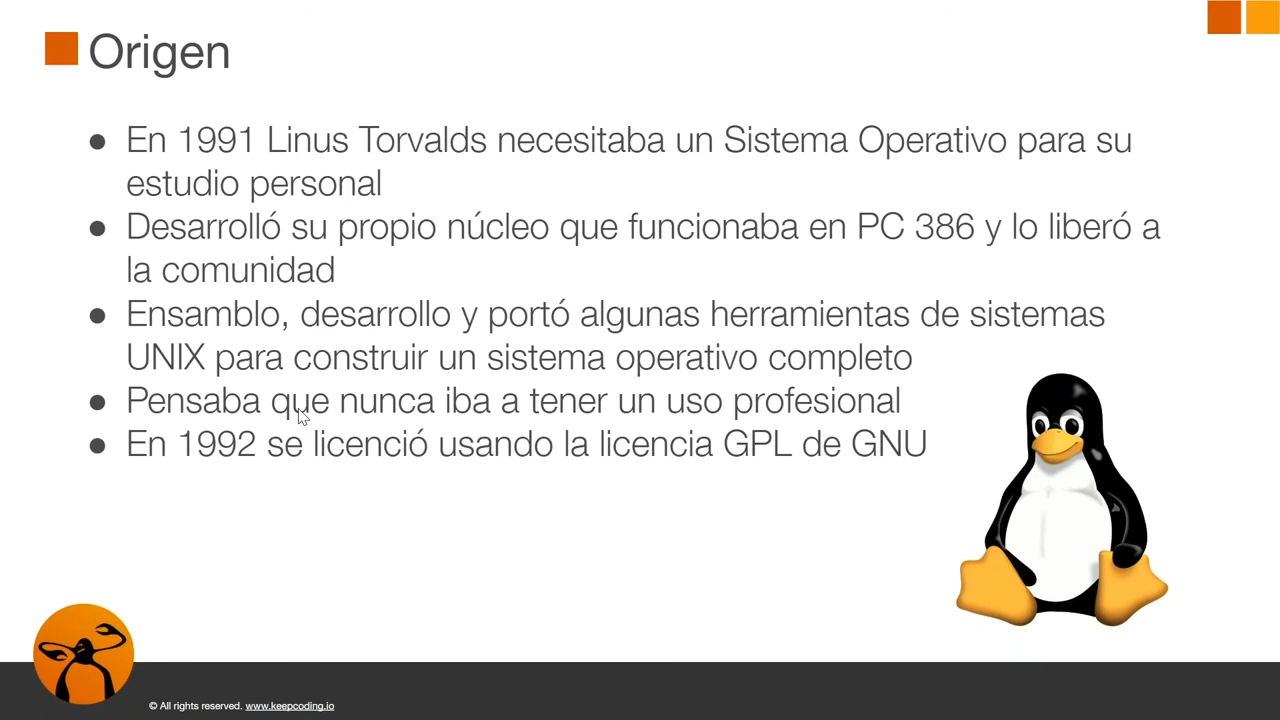 Origen
● En 1991 Linus Torvalds necesitaba un Sistema Operativo para su
estudio personal
● Desarrolló su propio núcleo que funcionaba en PC 386 y lo liberó a
la comunidad
● Ensamblo, desarrollo y portó algunas herramientas de sistemas
UNIX para construir un sistema operativo completo
● Pensaba que nunca iba a tener un uso profesional
● En 1992 se licenció usando la licencia GPL de GNU
© All rights reserved. www.keepcoding.io